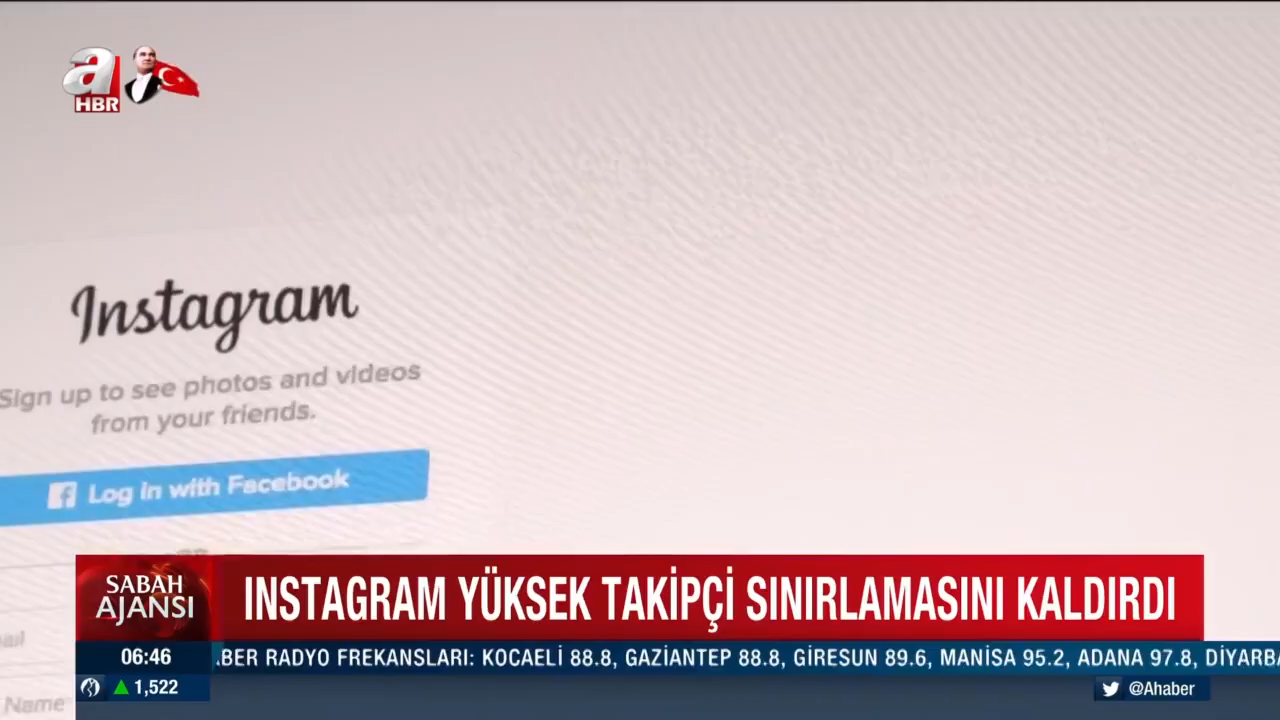 a
HBR
Instagram
Sign up to see photos and videos
from your friends.
f Log in with Facebook
SABAH
AJANSI
INSTAGRAM YÜKSEK TAKİPÇİ SINIRLAMASINI KALDIRDI
06:46
BER RADYO FREKANSLARI: KOCAELİ 88.8, GAZİANTEP 88.8, GİRESUN 89.6, MANİSA 95.2, ADANA 97.8, DİYARBA
1,522
@Ahaber
Name